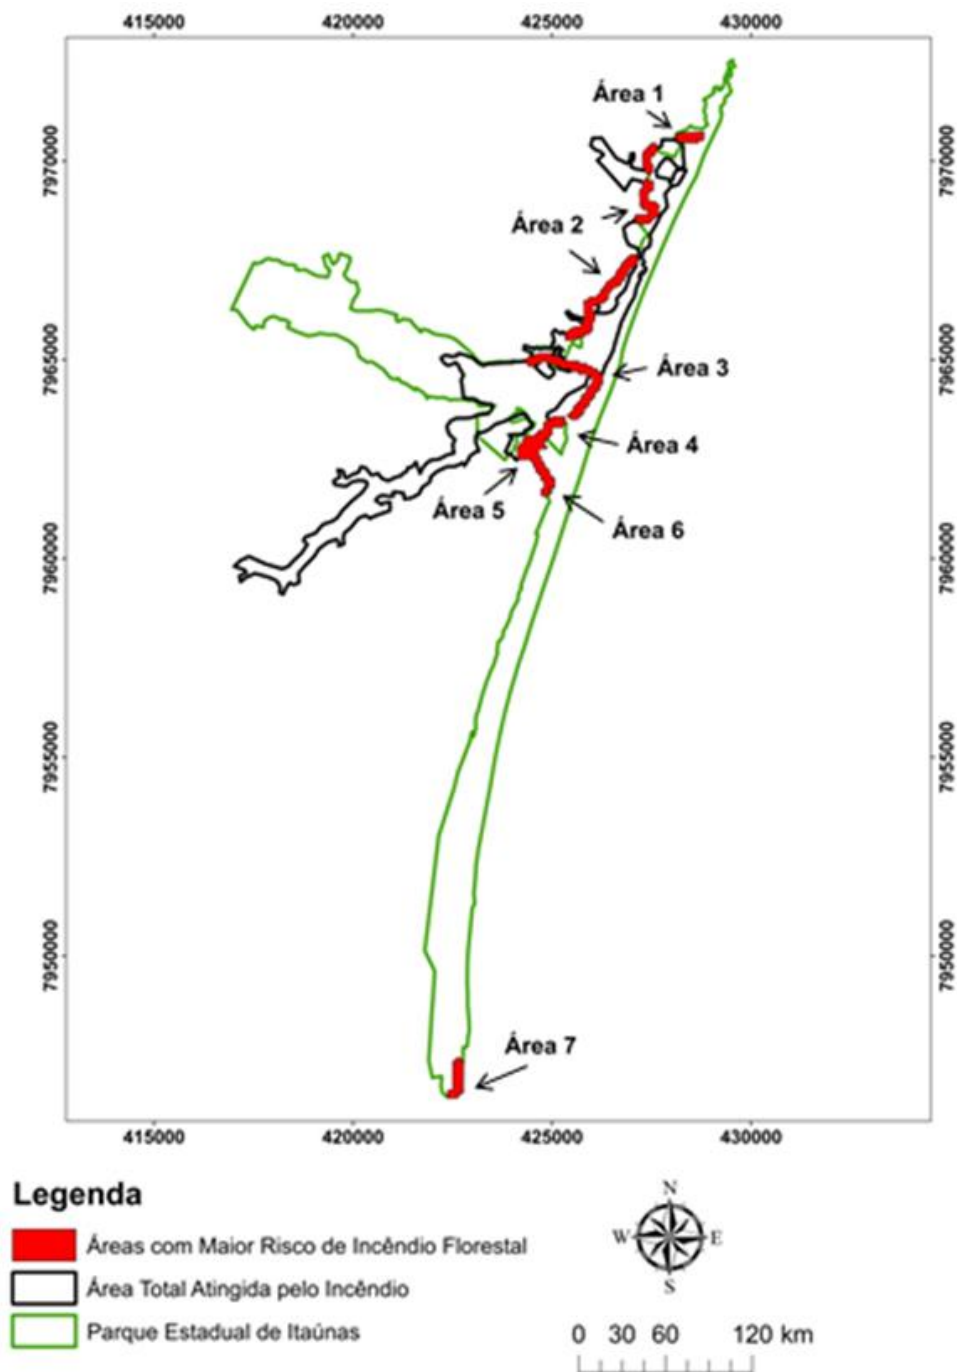 415000 420000 425000 430000
Área 1
7970000 7970000
Área 2
7965000 7965000
Área 3
Área 4
Área 5
Área 6
7960000 7960000
7955000 7955000
7950000 7950000
Área 7
415000 420000 425000 430000
Legenda
Áreas com Maior Risco de Incêndio Florestal
Área Total Atingida pelo Incêndio
Parque Estadual de Itaúnas
N
W E
S
0 30 60 120 km